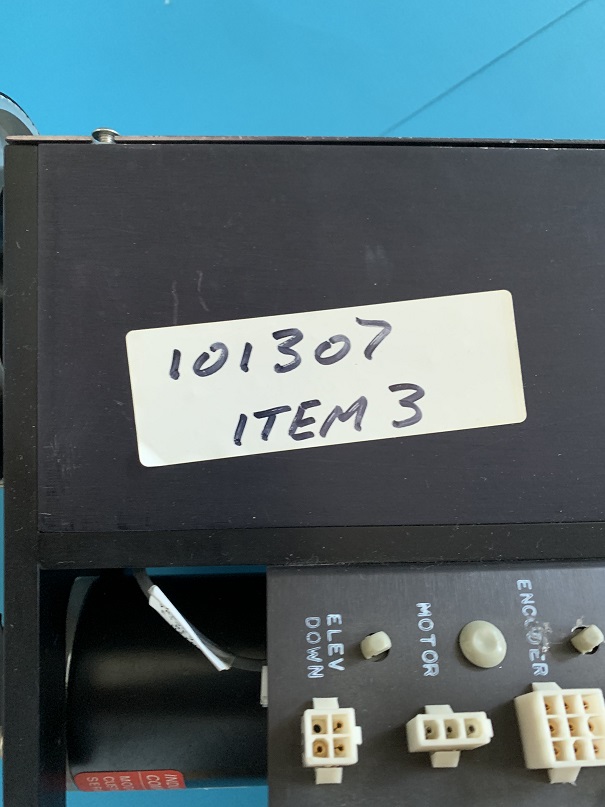 101307
ITEM 3
ELEV
DOWN
MOTOR
ENCODER